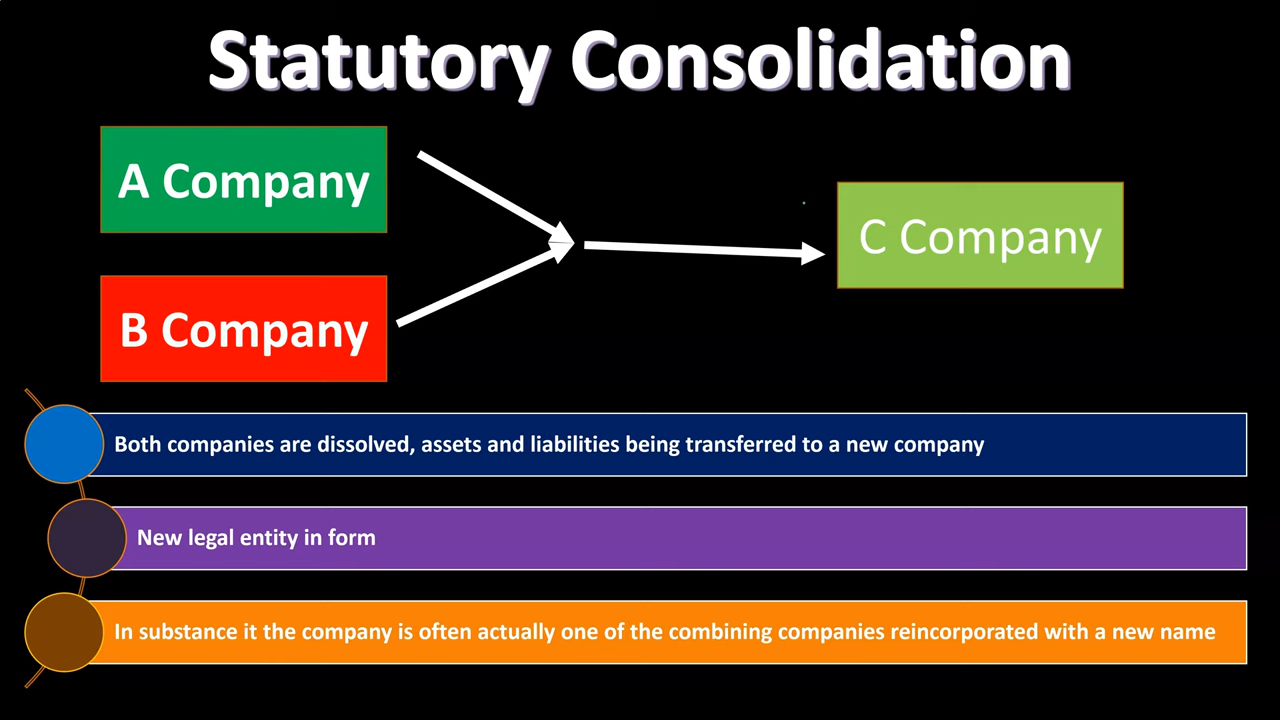 Statutory Consolidation
A Company
B Company
C Company
Both companies are dissolved, assets and liabilities being transferred to a new company
New legal entity in form
In substance it the company is often actually one of the combining companies reincorporated with a new name